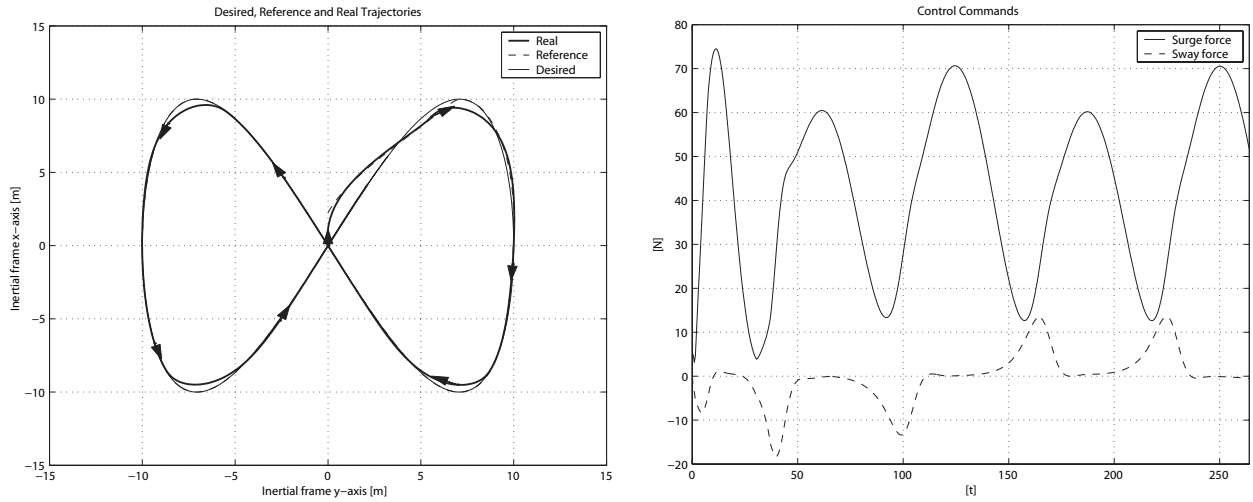 Desired, Reference and Real Trajectories
15
10
5
0
−5
−10
−15
−15
−10
−5
0
5
10
15
Inertial frame x−axis [m]
Inertial frame y−axis [m]
Real
Reference
Desired
Control Commands
80
70
60
50
40
30
20
10
0
−10
−20
0
50
100
150
200
250
[N]
[t]
Surge force
Sway force